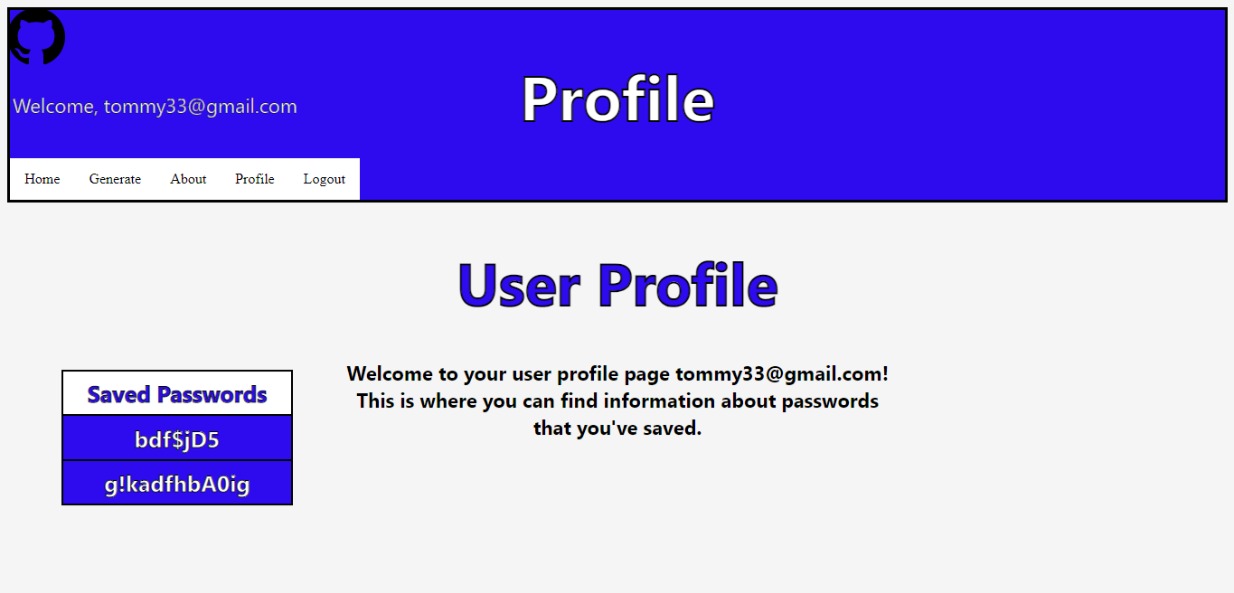 Profile
Welcome, tommy33@gmail.com
Home Generate About Profile Logout
User Profile
Saved Passwords
bdf$jD5
g!kadfhbA0ig
Welcome to your user profile page tommy33@gmail.com!
This is where you can find information about passwords
that you've saved.